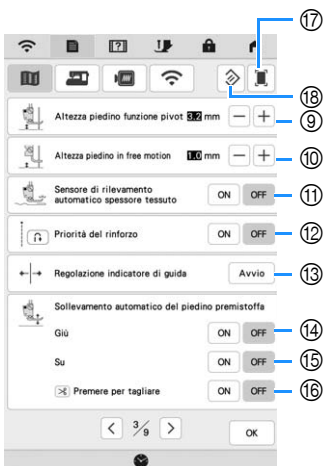 ⑰
?
⑱
Altezza piedino funzione pivot 3.2 mm − + ⑨
Altezza piedino in free motion 1.0 mm − + ⑩
Sensore di rilevamento
automatico spessore tessuto ON OFF ⑪
Priorità del rinforzo ON OFF ⑫
Regolazione indicatore di guida Avvio ⑬
Sollevamento automatico del piedino premistoffa
Giù ON OFF ⑭
Su ON OFF ⑮
Premere per tagliare ON OFF ⑯
< 3/9 > OK